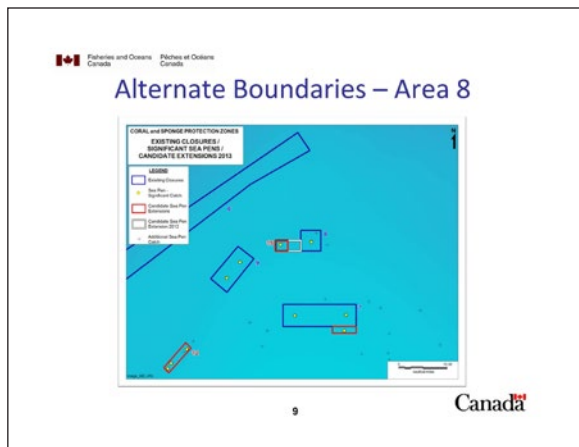 Fisheries and Oceans Canada
Pêches et Océans Canada
Alternate Boundaries – Area 8
CORAL and SPONGE PROTECTION ZONES
EXISTING CLOSURES /
SIGNIFICANT SEA PENS /
CANDIDATE EXTENSIONS 2013
LEGEND
Existing Closures
Sea Pen
Significant Catch
Candidate Sea Pen
Extensions
Candidate Sea Pen
Extension 2012
Additional Sea Pen
Catch
N
9
Canada